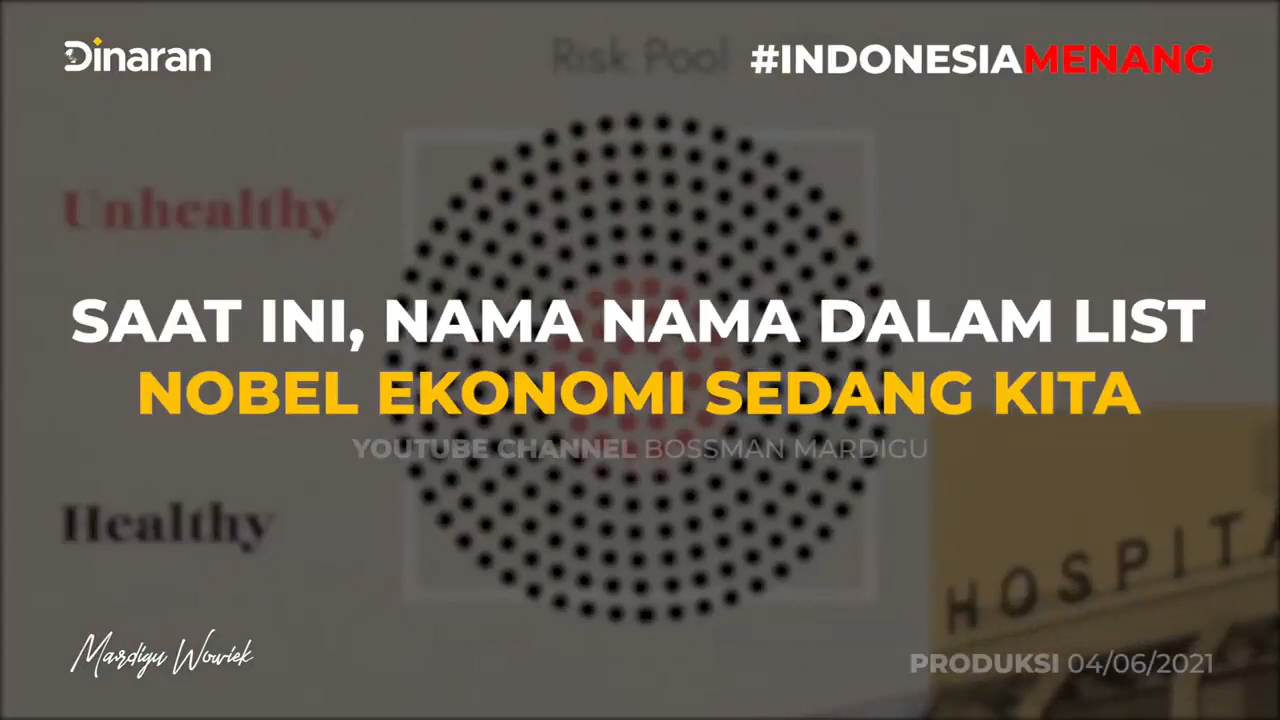 Dinaran
Risk Pool
#INDONESIAMENANG
Unhealthy
SAAT INI, NAMA NAMA DALAM LIST
NOBEL EKONOMI SEDANG KITA
YOUTUBE CHANNEL BOSSMAN MARDIGU
Healthy
HOSPITA
Mardigu Wowiek
PRODUKSI 04/06/2021